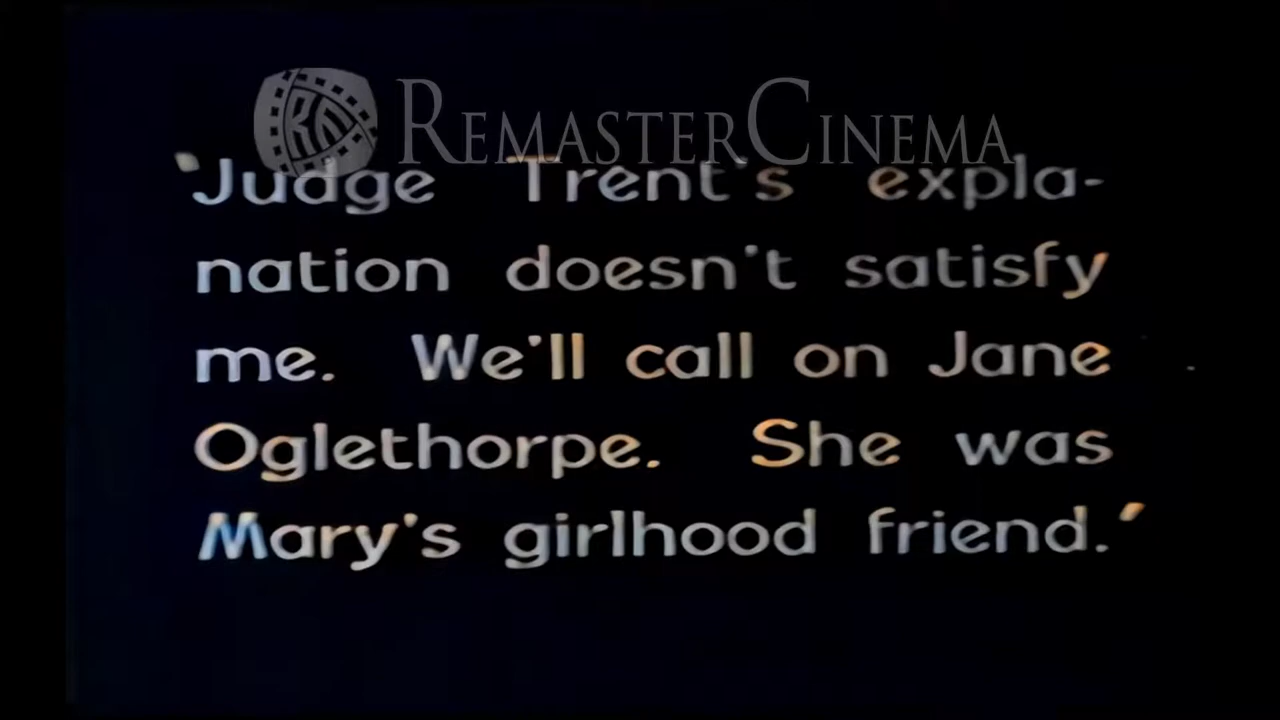 REMASTERCINEMA
'Judge Trent's expla-
nation doesn't satisfy
me. We'll call on Jane
Oglethorpe. She was
Mary's girlhood friend.'